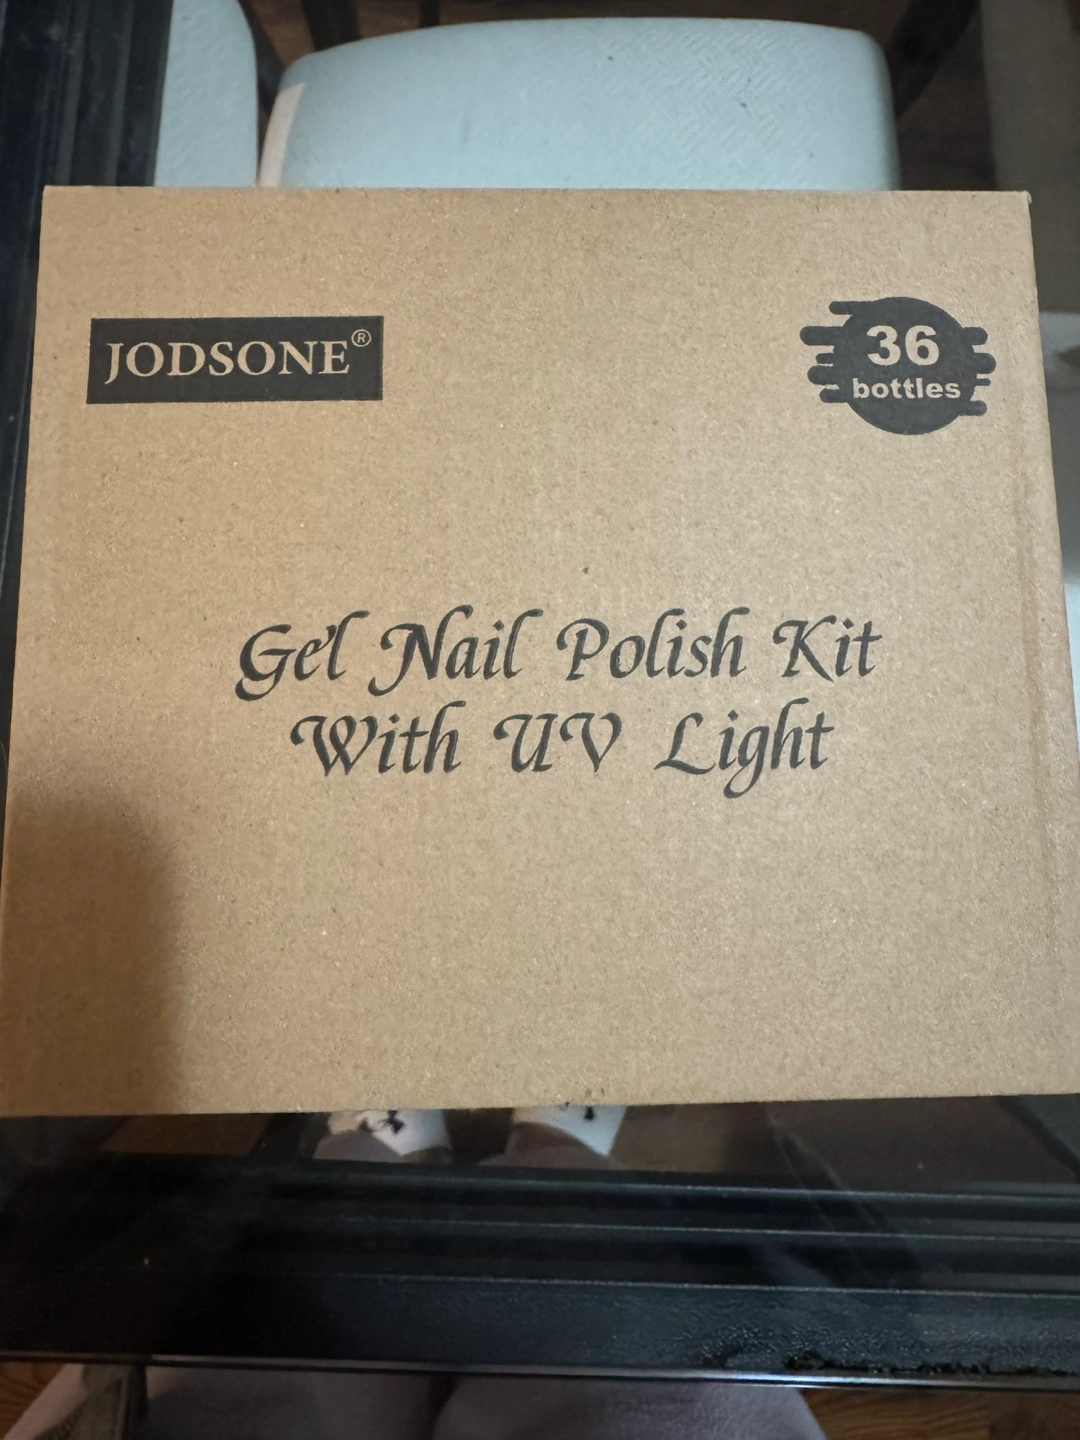 JODSONE®
36
bottles
Gel Nail Polish Kit
With UV Light